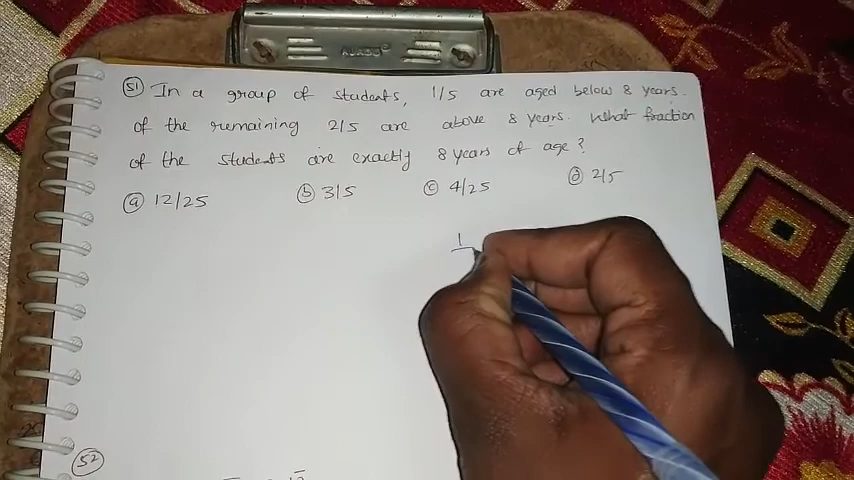 51 In a group of students, 1/5 are aged below 8 years.
of the remaining 2/5 are above 8 years. What fraction
of the students are exactly 8 years of age?
a 12/25 b 3/5 c 4/25 d 2/5
1
52